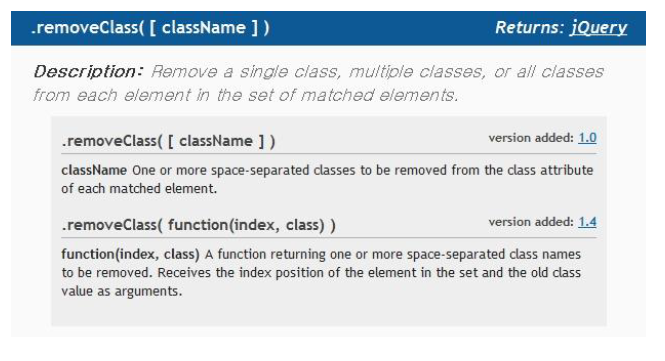 .removeClass( [ className ] ) Returns: jQuery
Description: Remove a single class, multiple classes, or all classes
from each element in the set of matched elements.
.removeClass( [ className ] ) version added: 1.0
className One or more space-separated classes to be removed from the class attribute
of each matched element.
.removeClass( function(index, class) ) version added: 1.4
function(index, class) A function returning one or more space-separated class names
to be removed. Receives the index position of the element in the set and the old class
value as arguments.